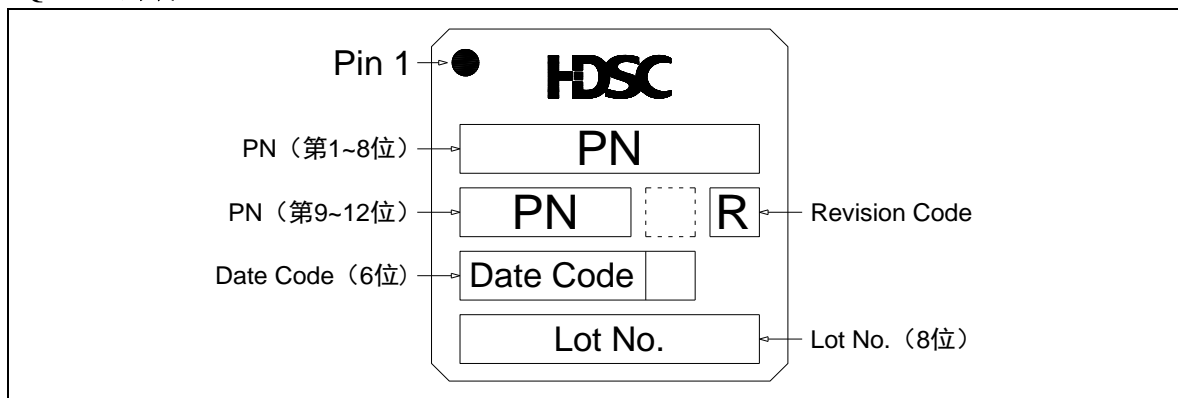 Pin 1
HDSC
PN（第1~8位）
PN
PN（第9~12位）
PN
R
Revision Code
Date Code（6位）
Date Code
Lot No.
Lot No.（8位）